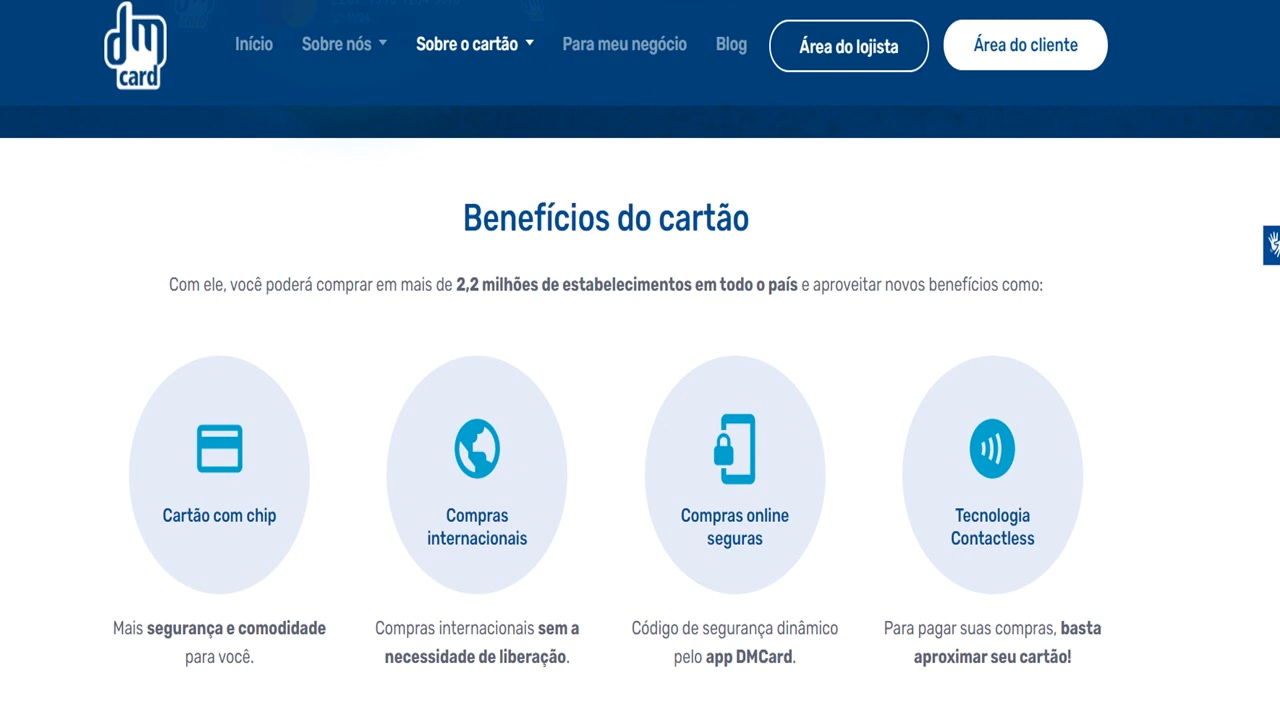 dm
card
Início
Sobre nós
Sobre o cartão
Para meu negócio
Blog
Área do lojista
Área do cliente
Benefícios do cartão
Com ele, você poderá comprar em mais de 2,2 milhões de estabelecimentos em todo o país e aproveitar novos benefícios como:
Cartão com chip
Mais segurança e comodidade
para você.
Compras
internacionais
Compras internacionais sem a
necessidade de liberação.
Compras online
seguras
Código de segurança dinâmico
pelo app DMCard.
Tecnologia
Contactless
Para pagar suas compras, basta
aproximar seu cartão!